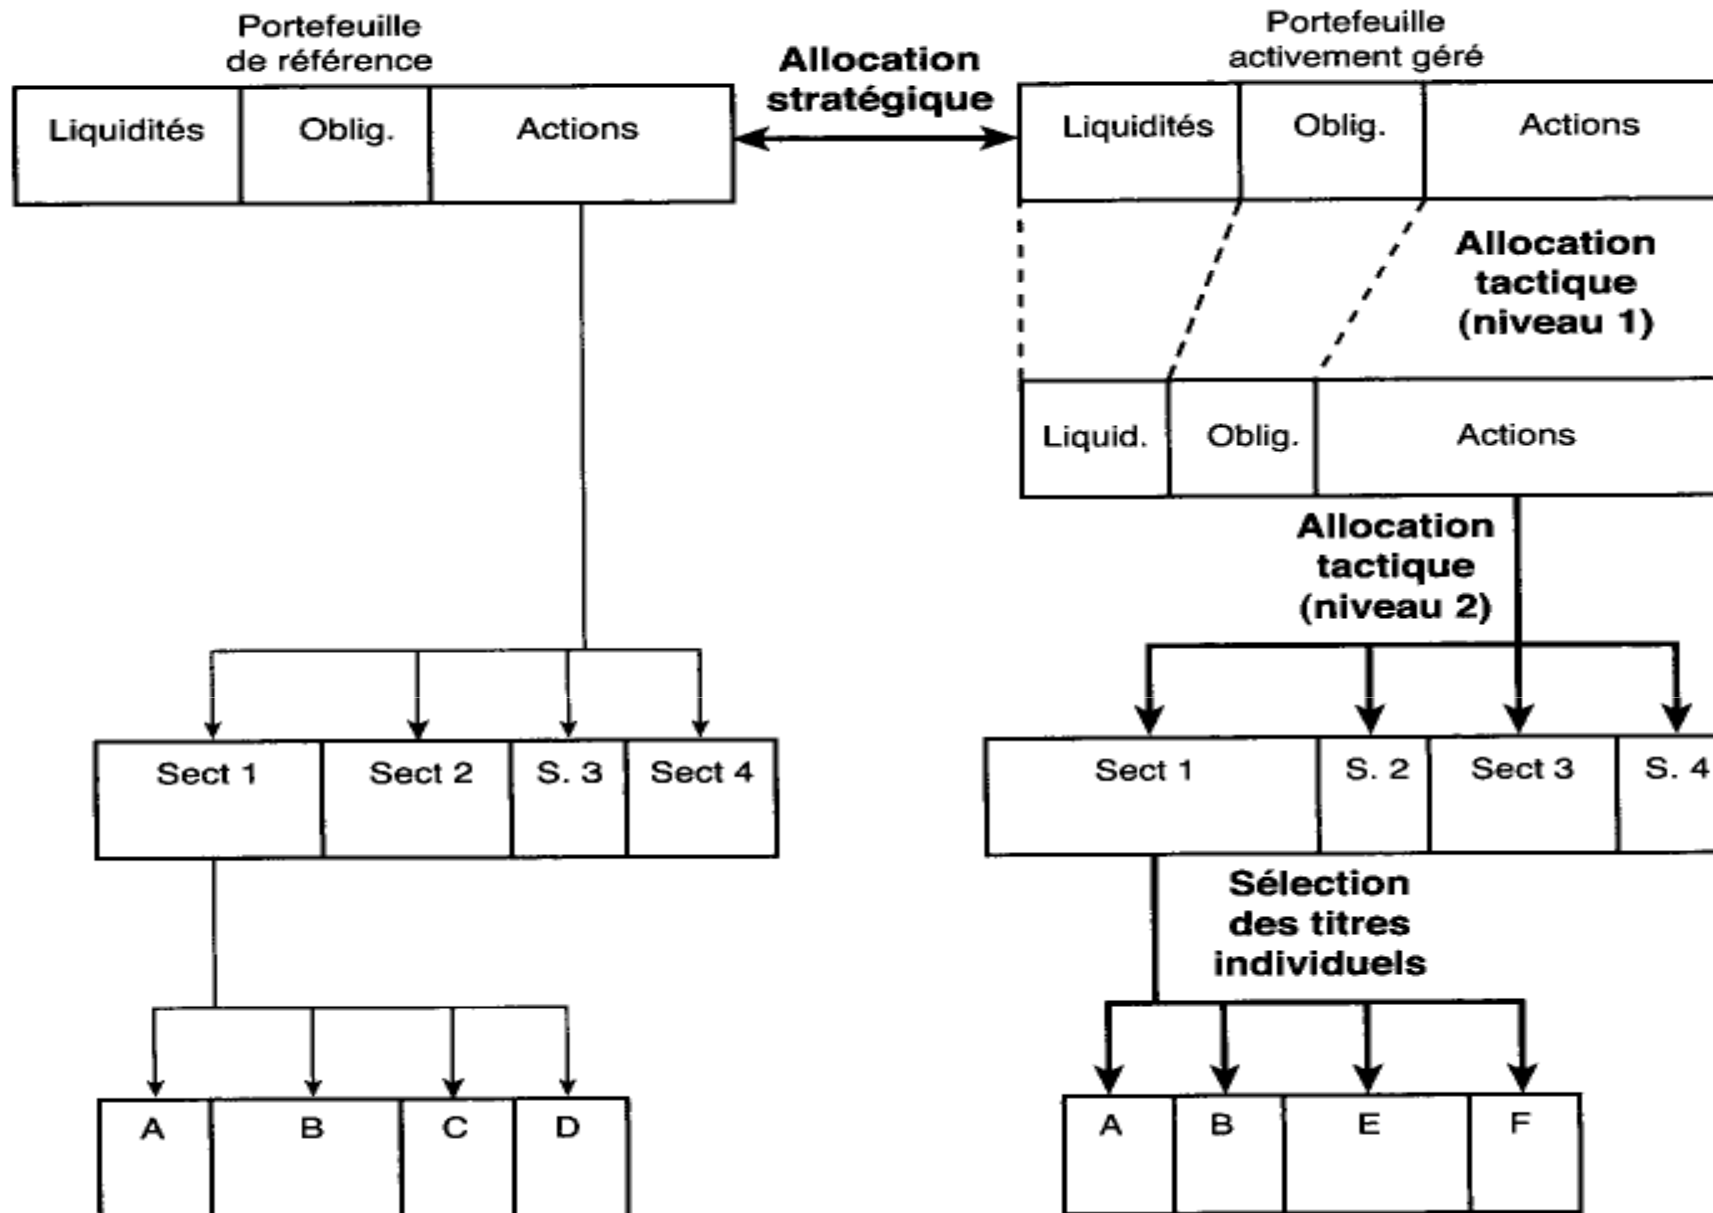 Portefeuille
de référence
Allocation
stratégique
Portefeuille
activement géré
Liquidités Oblig. Actions
Liquidités Oblig. Actions
Allocation
tactique
(niveau 1)
Liquid. Oblig. Actions
Allocation
tactique
(niveau 2)
Sect 1 Sect 2 S. 3 Sect 4
Sect 1 S. 2 Sect 3 S. 4
Sélection
des titres
individuels
A B C D
A B E F